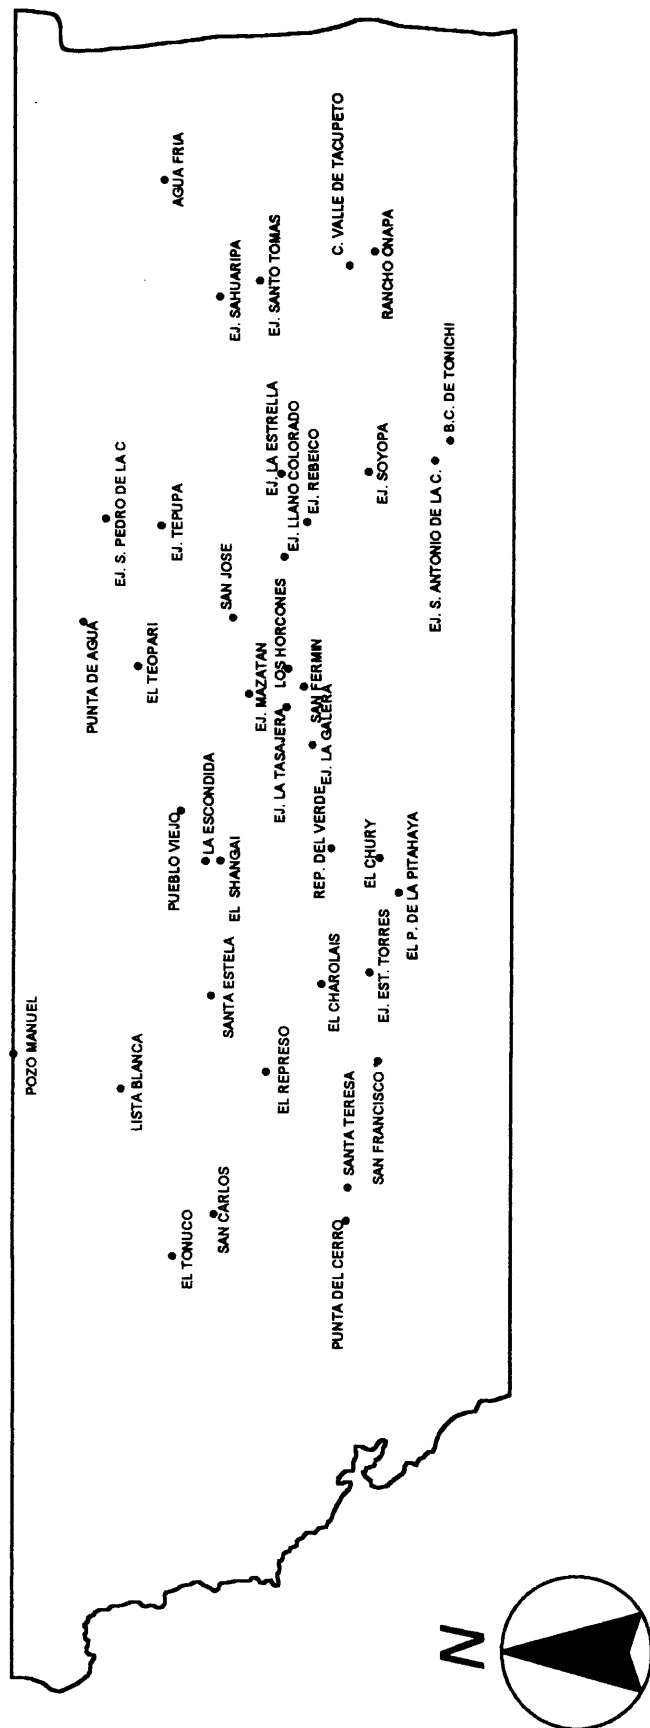 AGUA FRIA
C. VALLE DE TACUPETO
RANCHO ONAPA
EJ. SAHUARIPA
EJ. SANTO TOMAS
EJ. LA ESTRELLA
EJ. LLANO COLORADO
EJ. REBEICO
EJ. SOYOPA
B.C. DE TONICHI
EJ. S. ANTONIO DE LA C.
EJ. S. PEDRO DE LA C
EJ. TEPUPA
SAN JOSE
PUNTA DE AGUA
EL TEOPARI
EJ. MAZATAN
LOS HORCONES
SAN FERMIN
EJ. LA TASAJERA
EJ. LA GALERA
PUEBLO VIEJO
LA ESCONDIDA
EL SHANGAI
REP. DEL VERDE
EL CHURY
EL P. DE LA PITAHAYA
SANTA ESTELA
EL CHAROLAIS
EJ. EST. TORRES
POZO MANUEL
LISTA BLANCA
EL REPRESO
SANTA TERESA
SAN FRANCISCO
EL TONUCO
SAN CARLOS
PUNTA DEL CERRO
N